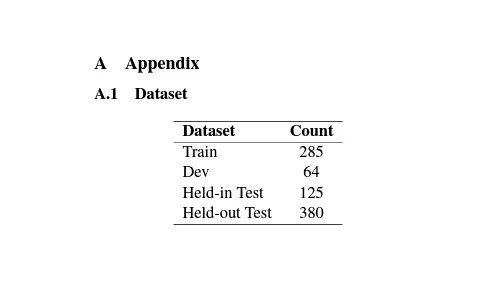 A Appendix
A.1 Dataset
Dataset Count
Train 285
Dev 64
Held-in Test 125
Held-out Test 380